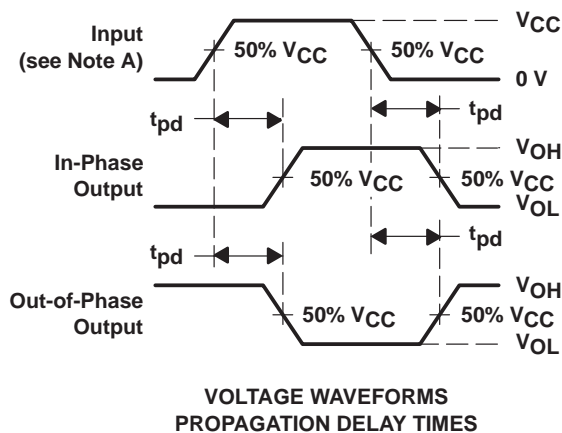 VCC
Input
(see Note A)
50% VCC
50% VCC
0 V
tpd
tpd
VOH
In-Phase
Output
50% VCC
50% VCC
VOL
tpd
tpd
VOH
Out-of-Phase
Output
50% VCC
50% VCC
VOL
VOLTAGE WAVEFORMS
PROPAGATION DELAY TIMES